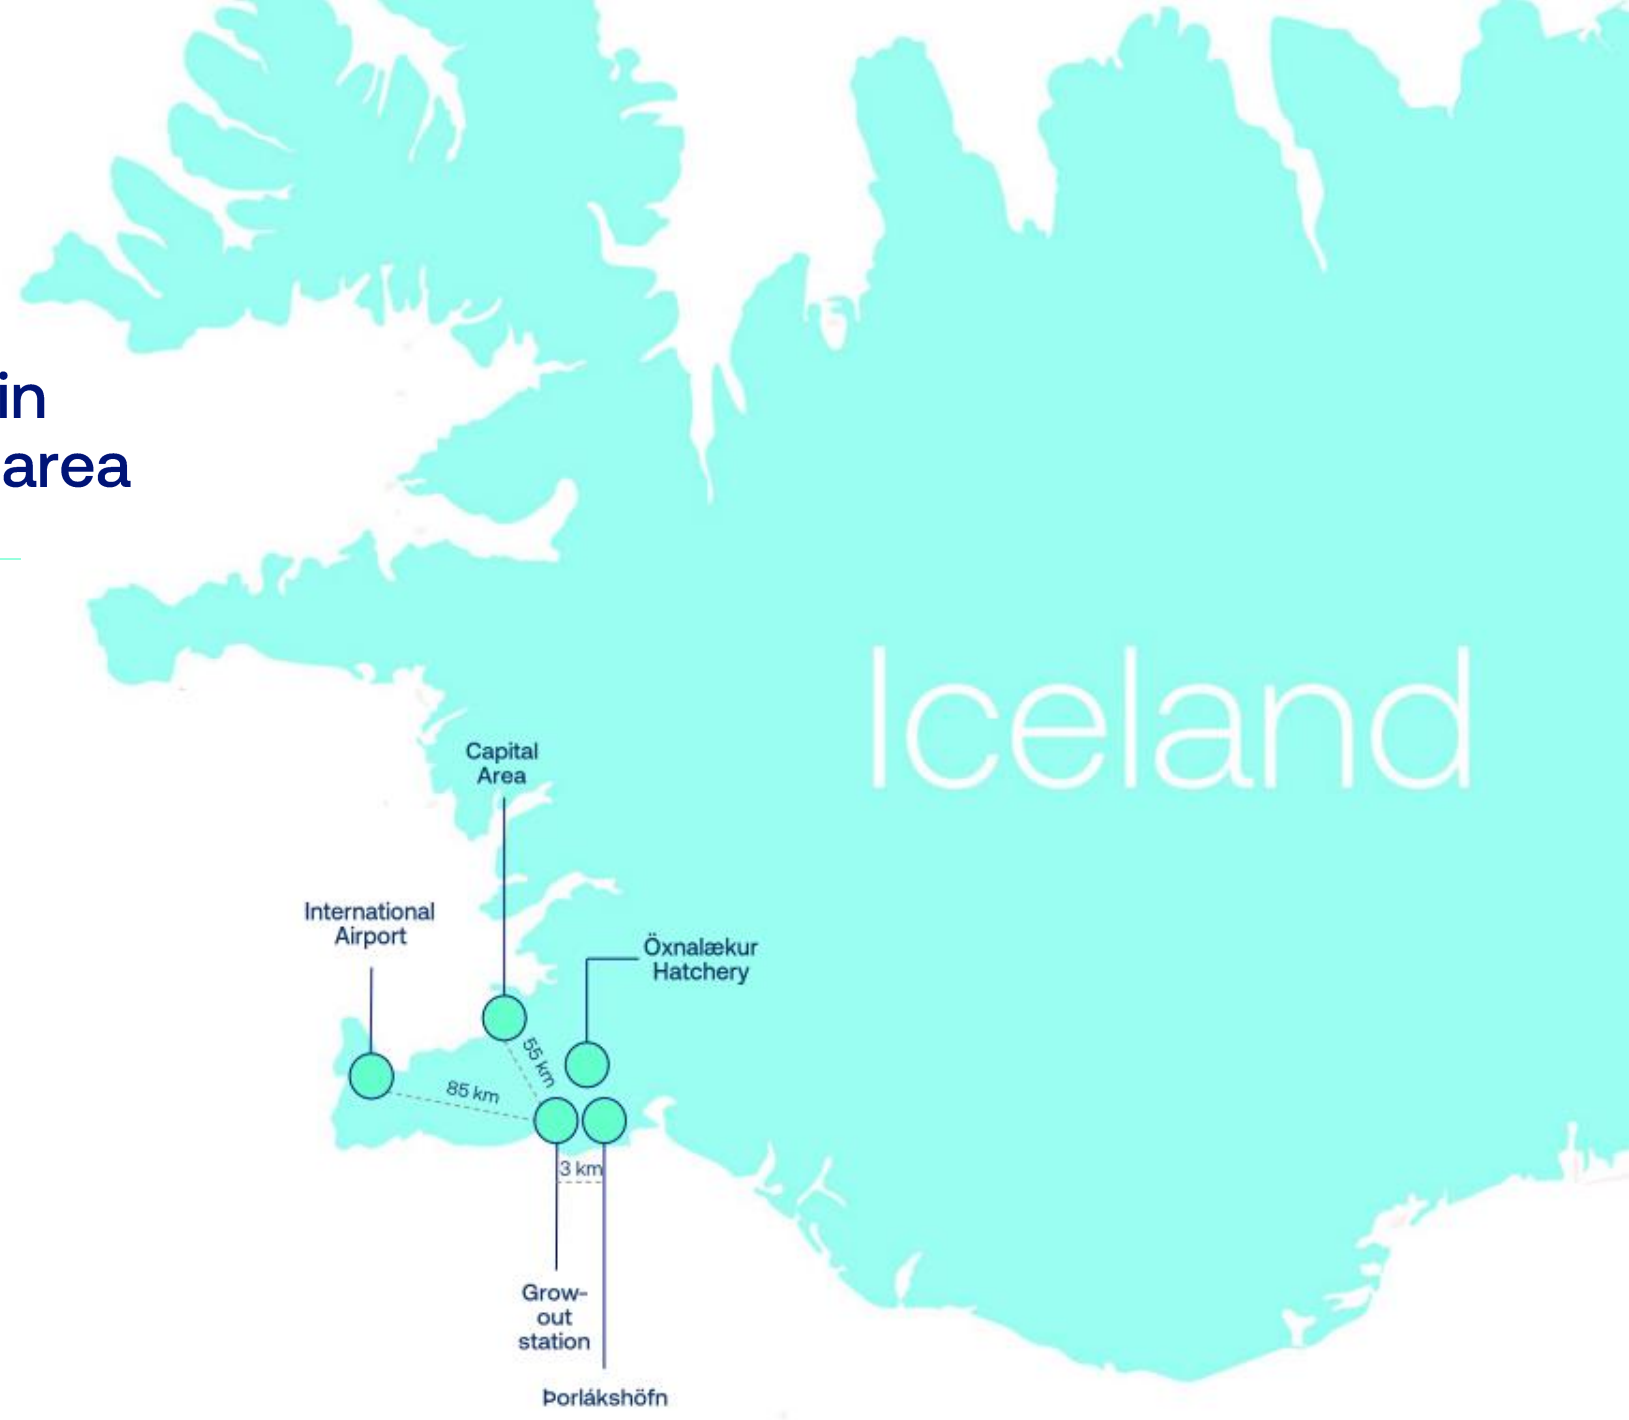 in
area
Iceland
Capital
Area
International
Airport
Öxnalækur
Hatchery
55 km
85 km
3 km
Grow-
out
station
Þorlákshöfn